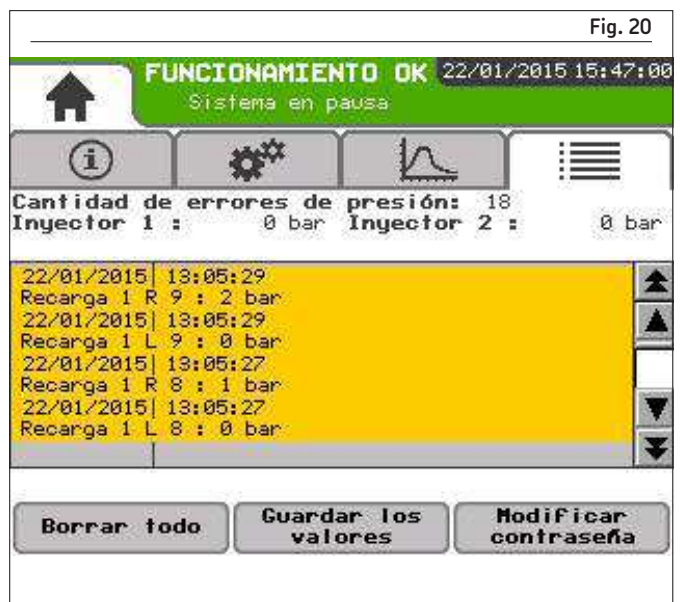 Fig. 20
FUNCIONAMIENTO OK 22/01/2015 15:47:00
Sistema en pausa
Cantidad de errores de presión: 18
Inyector 1 : 0 bar Inyector 2 : 0 bar
22/01/2015| 13:05:29
Recarga 1 R 9 : 2 bar
22/01/2015| 13:05:29
Recarga 1 L 9 : 0 bar
22/01/2015| 13:05:27
Recarga 1 R 8 : 1 bar
22/01/2015| 13:05:27
Recarga 1 L 8 : 0 bar
Borrar todo
Guardar los
valores
Modificar
contraseña